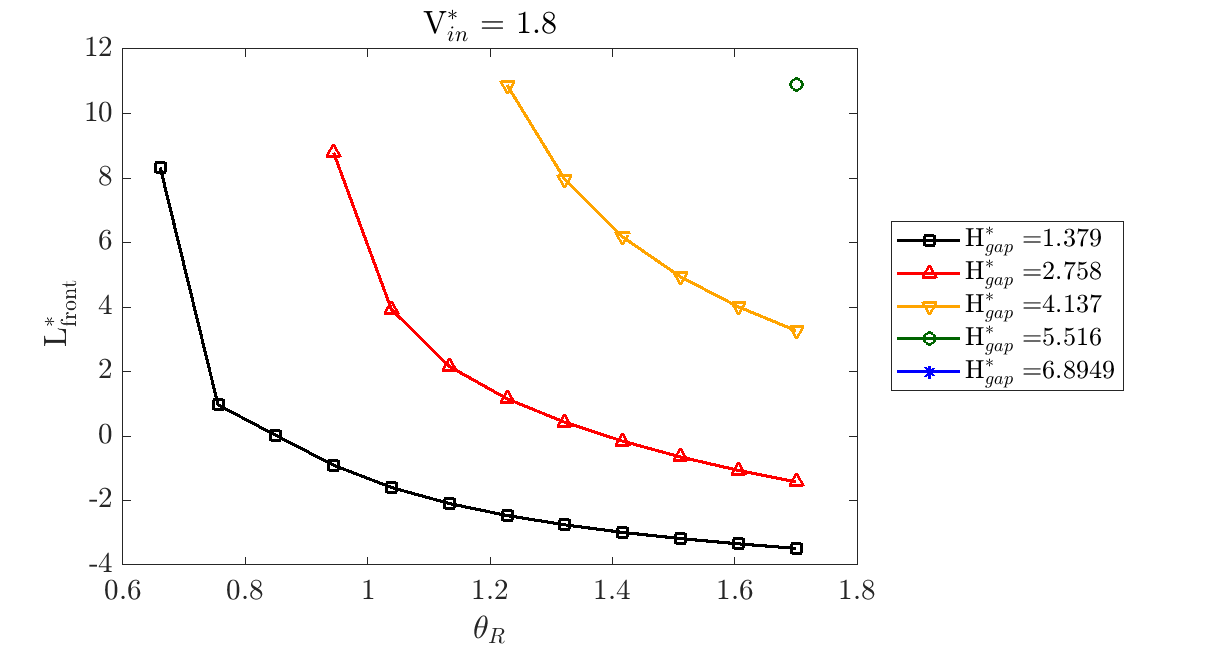 V*in = 1.8
L*front
12
10
8
6
4
2
0
-2
-4
0.6 0.8 1 1.2 1.4 1.6 1.8
θR
H*gap =1.379
H*gap =2.758
H*gap =4.137
H*gap =5.516
H*gap =6.8949